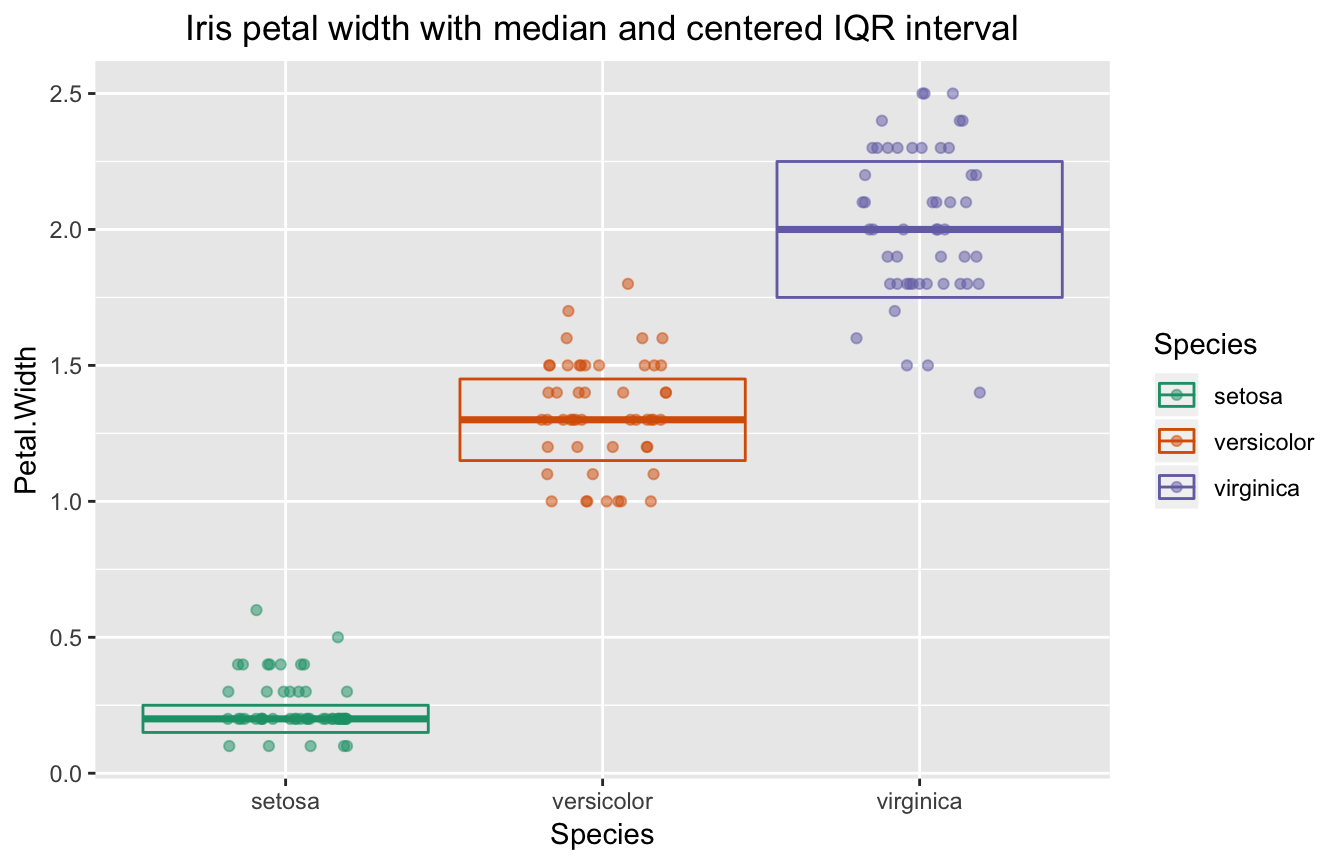 Iris petal width with median and centered IQR interval
Petal.Width
2.5
2.0
1.5
1.0
0.5
0.0
setosa
versicolor
virginica
Species
Species
setosa
versicolor
virginica